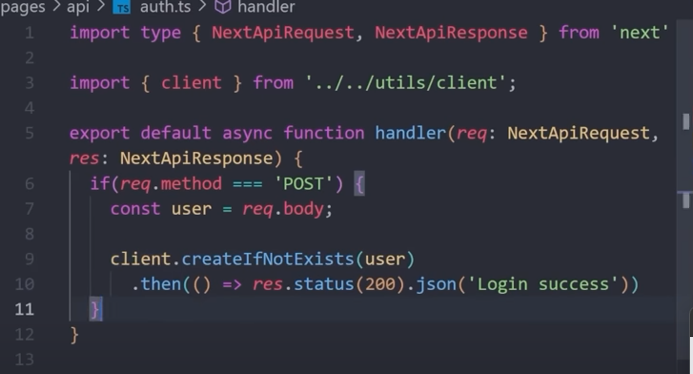 pages > api > TS auth.ts > handler
1 import type { NextApiRequest, NextApiResponse } from 'next'
2
3 import { client } from '../../utils/client';
4
5 export default async function handler(req: NextApiRequest,
res: NextApiResponse) {
6 if(req.method === 'POST') {
7 const user = req.body;
8
9 client.createIfNotExists(user)
10 .then(() => res.status(200).json('Login success'))
11 }
12 }
13